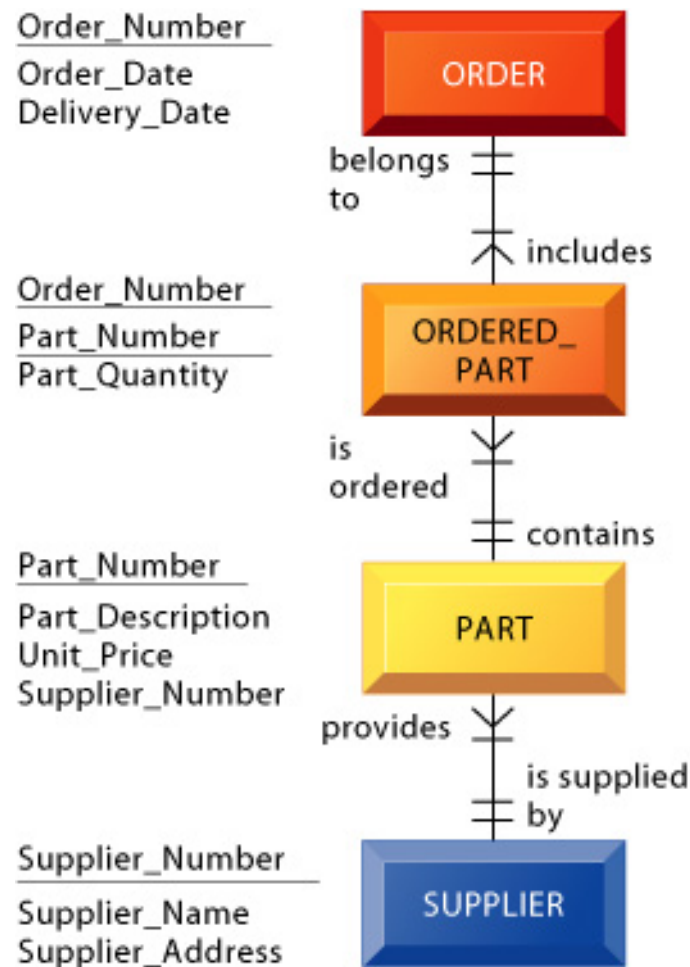 Order_Number
Order_Date
Delivery_Date
ORDER
belongs
to
includes
Order_Number
Part_Number
Part_Quantity
ORDERED_
PART
is
ordered
contains
Part_Number
Part_Description
Unit_Price
Supplier_Number
PART
provides
is supplied
by
Supplier_Number
Supplier_Name
Supplier_Address
SUPPLIER